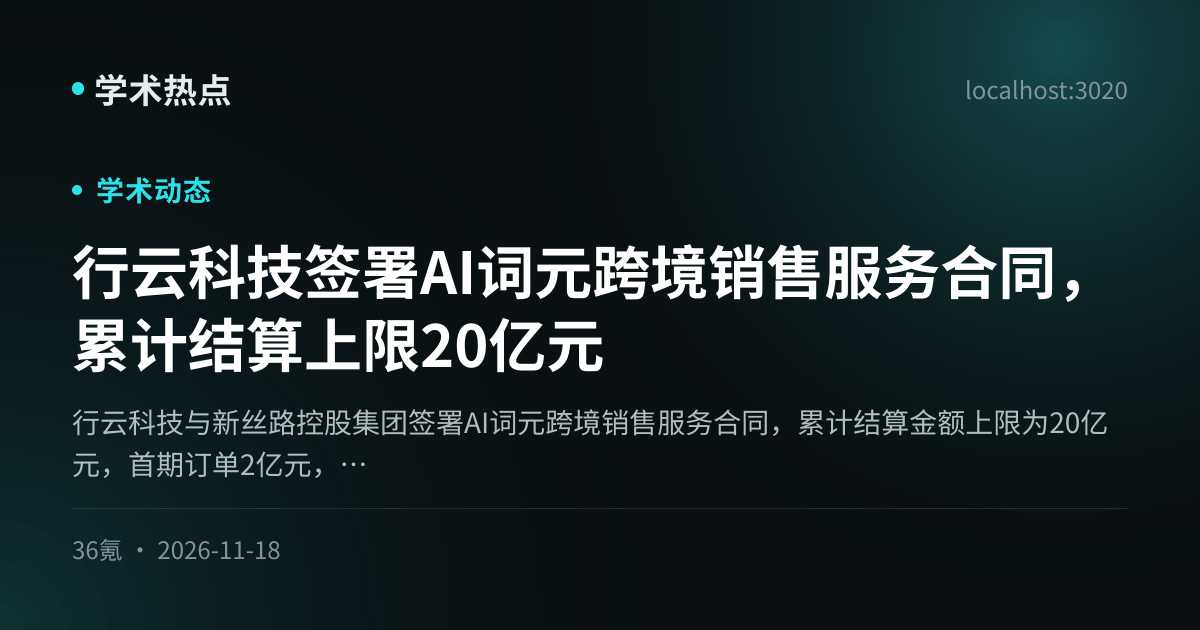 学术热点
localhost:3020
学术动态
行云科技签署AI词元跨境销售服务合同，
累计结算上限20亿元
行云科技与新丝路控股集团签署AI词元跨境销售服务合同，累计结算金额上限为20亿
元，首期订单2亿元，…
36氪 · 2026-11-18